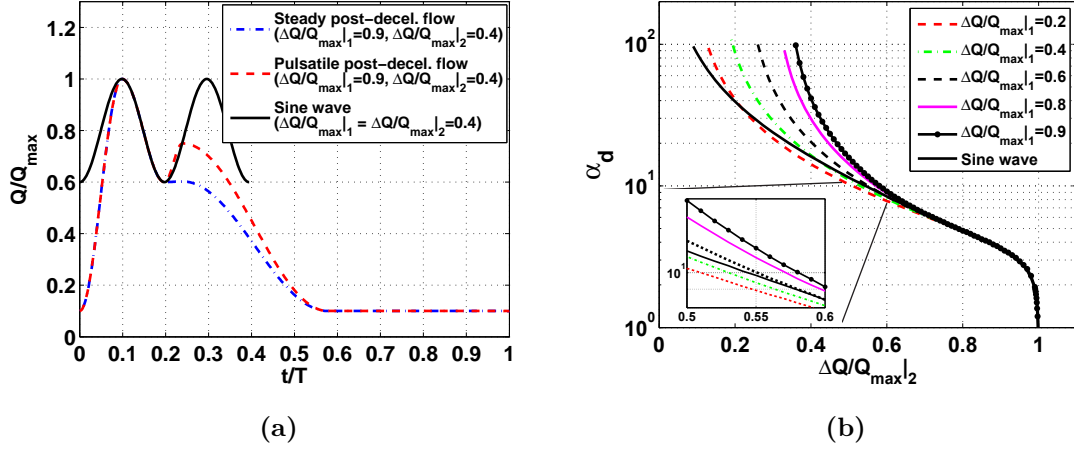 Q/Q_max
1.2
1
0.8
0.6
0.4
0.2
0
0 0.1 0.2 0.3 0.4 0.5 0.6 0.7 0.8 0.9 1
t/T
Steady post-decel. flow
(ΔQ/Q_max|_1=0.9, ΔQ/Q_max|_2=0.4)
Pulsatile post-decel. flow
(ΔQ/Q_max|_1=0.9, ΔQ/Q_max|_2=0.4)
Sine wave
(ΔQ/Q_max|_1 = ΔQ/Q_max|_2=0.4)
(a)
α_d
10^2
10^1
10^0
0 0.2 0.4 0.6 0.8 1
ΔQ/Q_max|_2
ΔQ/Q_max|_1=0.2
ΔQ/Q_max|_1=0.4
ΔQ/Q_max|_1=0.6
ΔQ/Q_max|_1=0.8
ΔQ/Q_max|_1=0.9
Sine wave
10^1
0.5 0.55 0.6
(b)